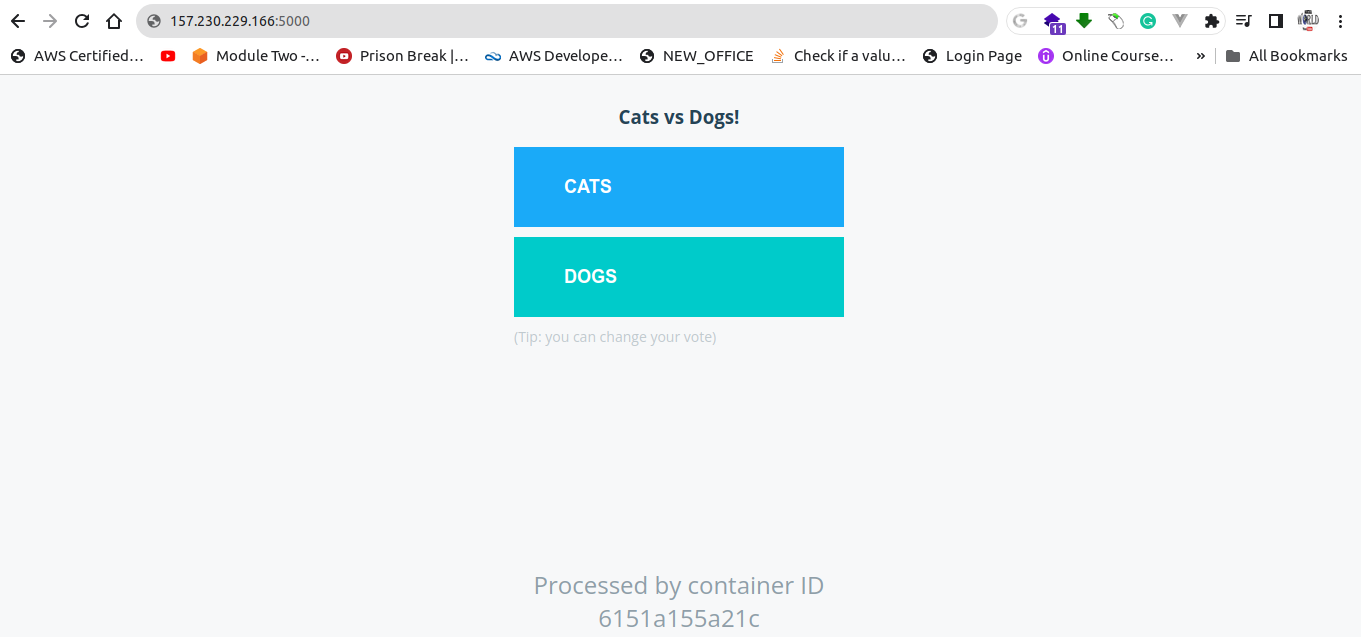 157.230.229.166:5000
11
AWS Certified… Module Two -… Prison Break |… AWS Develope… NEW_OFFICE Check if a valu… Login Page Online Course… » All Bookmarks
Cats vs Dogs!
CATS
DOGS
(Tip: you can change your vote)
Processed by container ID
6151a155a21c